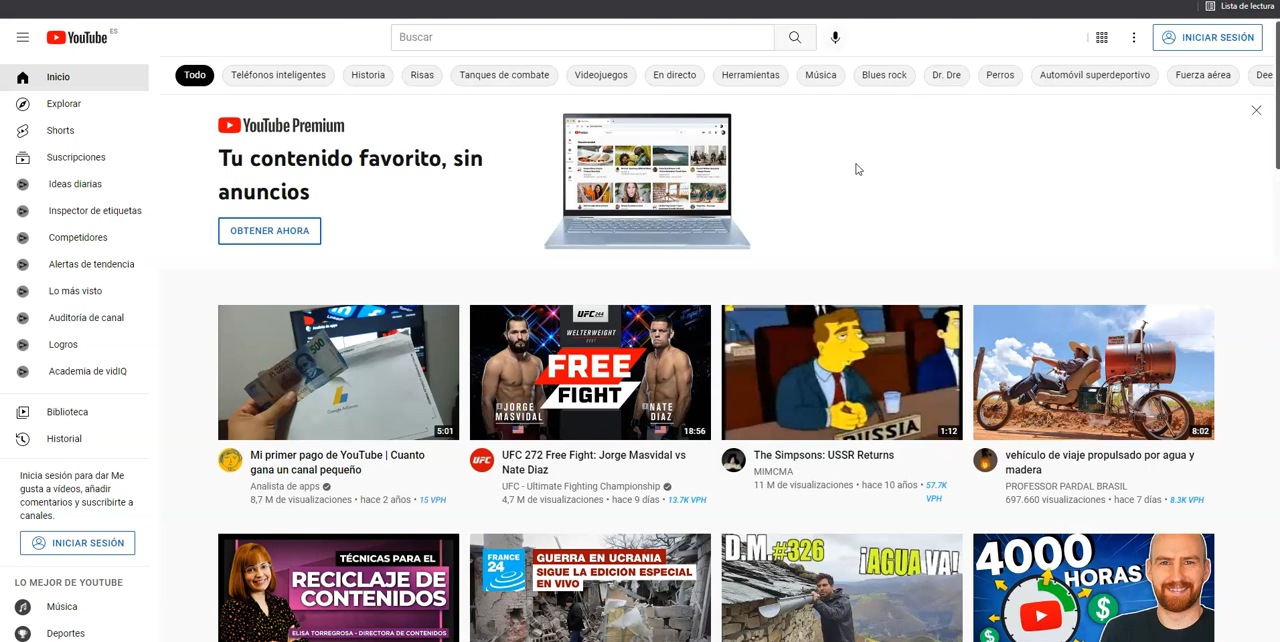 Lista de lectura
YouTube ES
Buscar
INICIAR SESIÓN
Todo
Teléfonos inteligentes
Historia
Risas
Tanques de combate
Videojuegos
En directo
Herramientas
Música
Blues rock
Dr. Dre
Perros
Automóvil superdeportivo
Fuerza aérea
Dee
Inicio
Explorar
Shorts
Suscripciones
Ideas diarias
Inspector de etiquetas
Competidores
Alertas de tendencia
Lo más visto
Auditoría de canal
Logros
Academia de vidIQ
Biblioteca
Historial
Inicia sesión para dar Me
gusta a vídeos, añadir
comentarios y suscribirte a
canales.
INICIAR SESIÓN
LO MEJOR DE YOUTUBE
Música
Deportes
YouTube Premium
Tu contenido favorito, sin
anuncios
OBTENER AHORA
500
Google AdSense
5:01
Mi primer pago de YouTube | Cuanto
gana un canal pequeño
Analista de apps
8,7 M de visualizaciones • hace 2 años • 15 VPH
UFC 244
WELTERWEIGHT
BOUT
FREE
FIGHT
JORGE
MASVIDAL
NATE
DIAZ
18:56
UFC
UFC 272 Free Fight: Jorge Masvidal vs
Nate Diaz
UFC - Ultimate Fighting Championship
4,7 M de visualizaciones • hace 9 días • 13.7K VPH
RUSSIA
1:12
The Simpsons: USSR Returns
MIMCMA
11 M de visualizaciones • hace 10 años • 57.7K
VPH
8:02
vehículo de viaje propulsado por agua y
madera
PROFESSOR PARDAL BRASIL
697.660 visualizaciones • hace 7 días • 8.3K VPH
TÉCNICAS PARA EL
RECICLAJE DE
CONTENIDOS
ELISA TORREGROSA - DIRECTORA DE CONTENIDOS
FRANCE
24
GUERRA EN UCRANIA
SIGUE LA EDICIÓN ESPECIAL
EN VIVO
D.M. #326
¡AGUA VA!
4000
HORAS
$
$